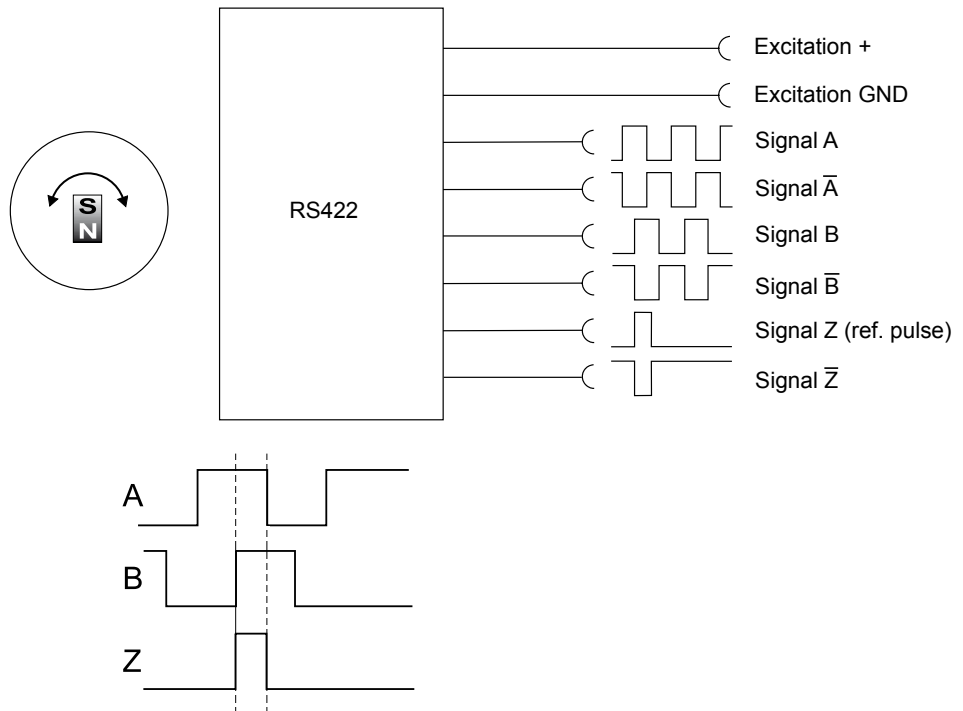 Excitation +
Excitation GND
Signal A
Signal A̅
Signal B
Signal B̅
Signal Z (ref. pulse)
Signal Z̅
RS422
S
N
A
B
Z